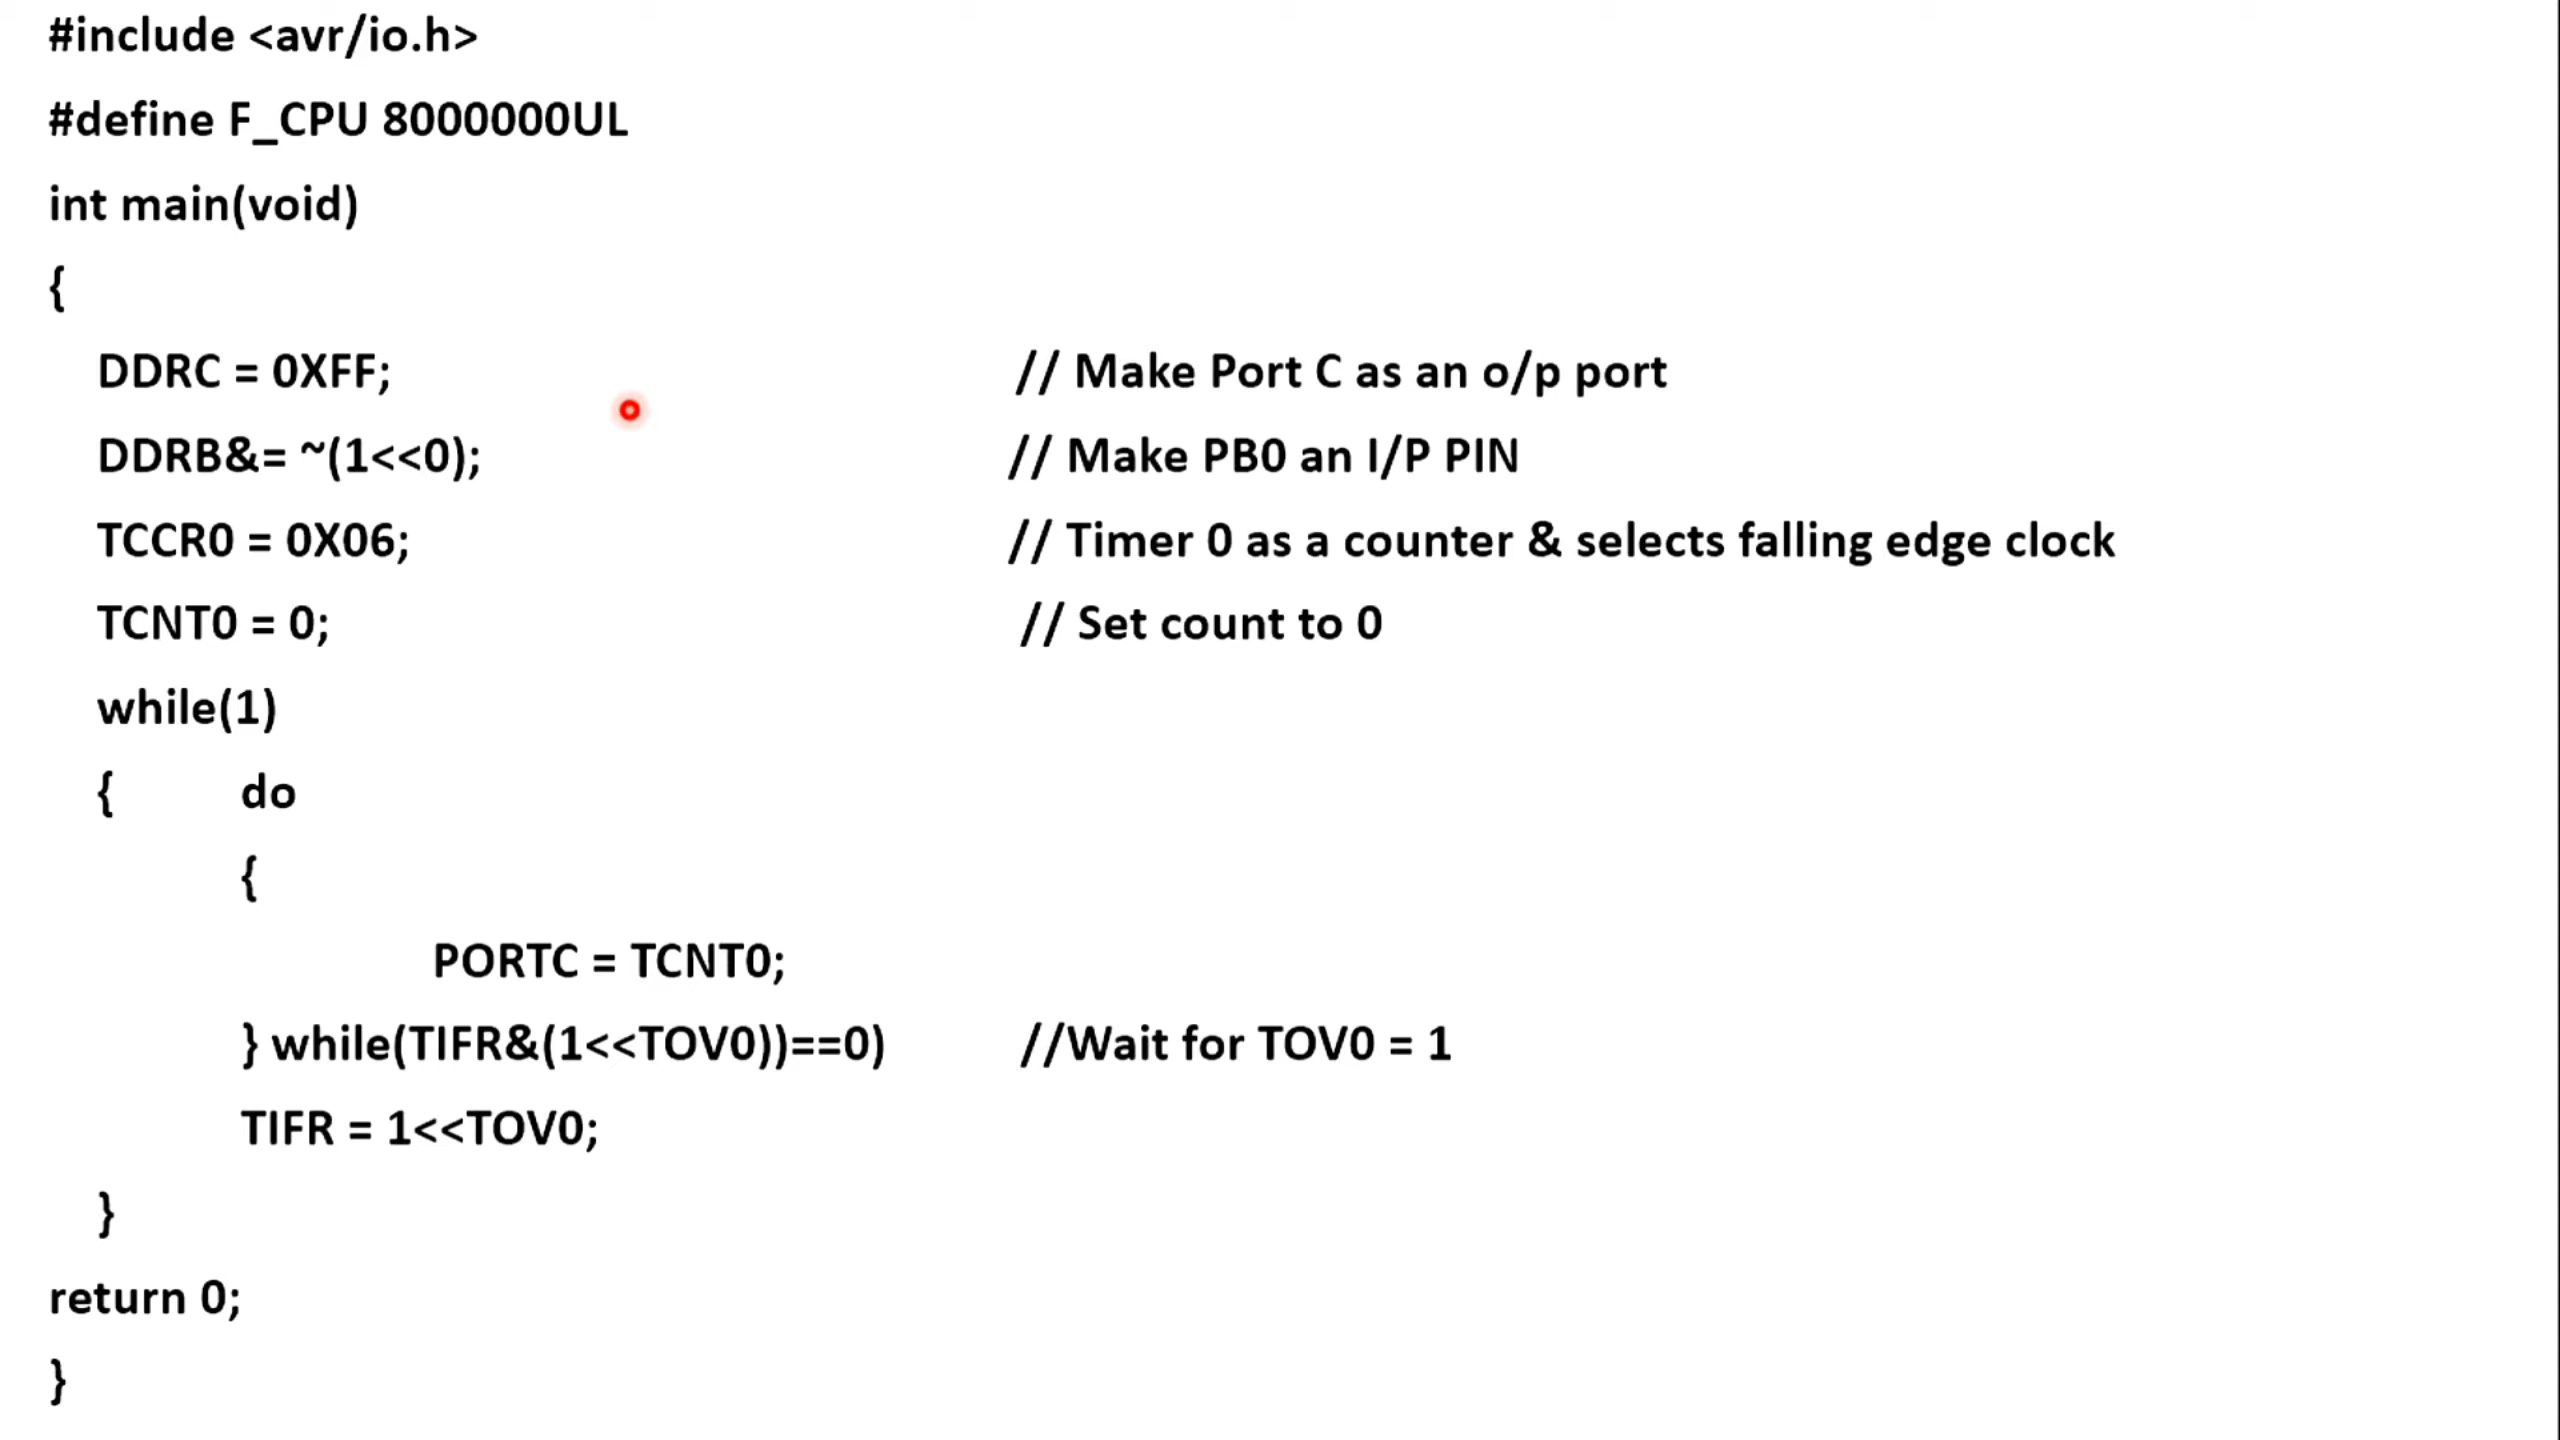 #include <avr/io.h>
#define F_CPU 8000000UL
int main(void)
{
DDRC = 0XFF; // Make Port C as an o/p port
DDRB&= ~(1<<0); // Make PB0 an I/P PIN
TCCR0 = 0X06; // Timer 0 as a counter & selects falling edge clock
TCNT0 = 0; // Set count to 0
while(1)
{ do
{
PORTC = TCNT0;
} while(TIFR&(1<<TOV0))==0) //Wait for TOV0 = 1
TIFR = 1<<TOV0;
}
return 0;
}